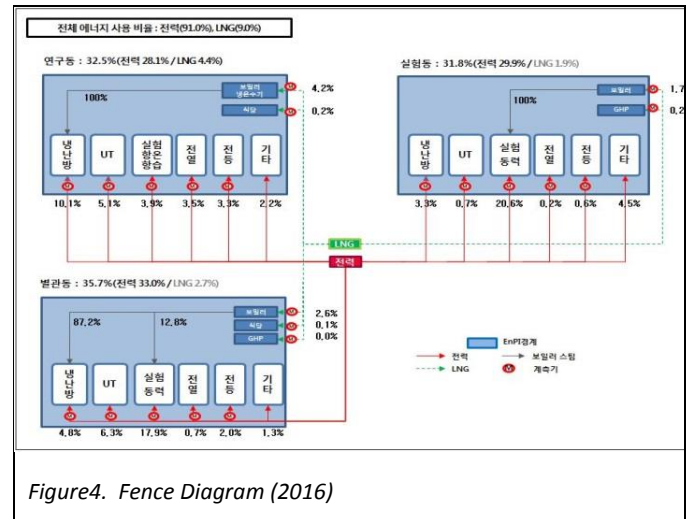 전체 에너지 사용 비율 : 전력(91.0%), LNG(9.0%)
연구동 : 32.5%(전력 28.1% / LNG 4.4%)
보일러
냉온수기
4.2%
식당
0.2%
100%
냉난방
UT
실험항온항습
전열
전등
기타
10.1% 5.1% 3.9% 3.5% 3.3% 2.2%
실험동 : 31.8%(전력 29.9% / LNG 1.9%)
보일러
1.7
GHP
0.2
100%
냉난방
UT
실험동력
전열
전등
기타
3.3% 0.7% 20.6% 0.2% 0.6% 4.5%
LNG
전력
별관동 : 35.7%(전력 33.0% / LNG 2.7%)
보일러
2.6%
식당
0.1%
GHP
0.0%
87.2%
12.8%
냉난방
UT
실험동력
전열
전등
기타
4.8% 6.3% 17.9% 0.7% 2.0% 1.3%
EnPI경계
전력
보일러 스팀
LNG
계측기
Figure4. Fence Diagram (2016)